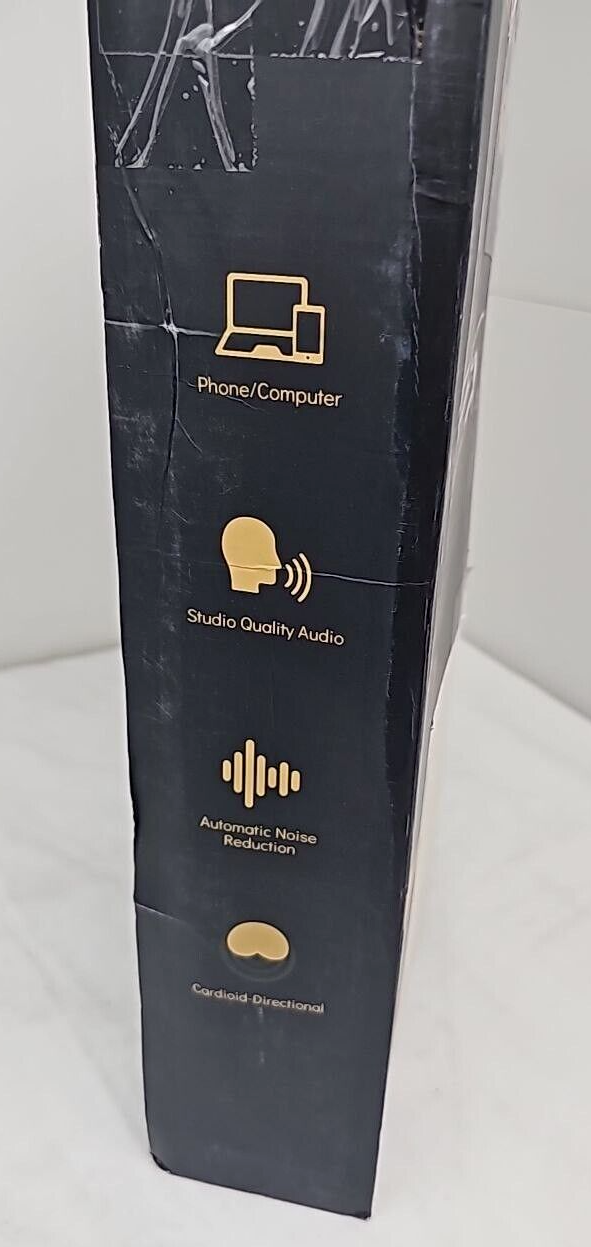 Phone/Computer
Studio Quality Audio
Automatic Noise
Reduction
Cardioid-Directional